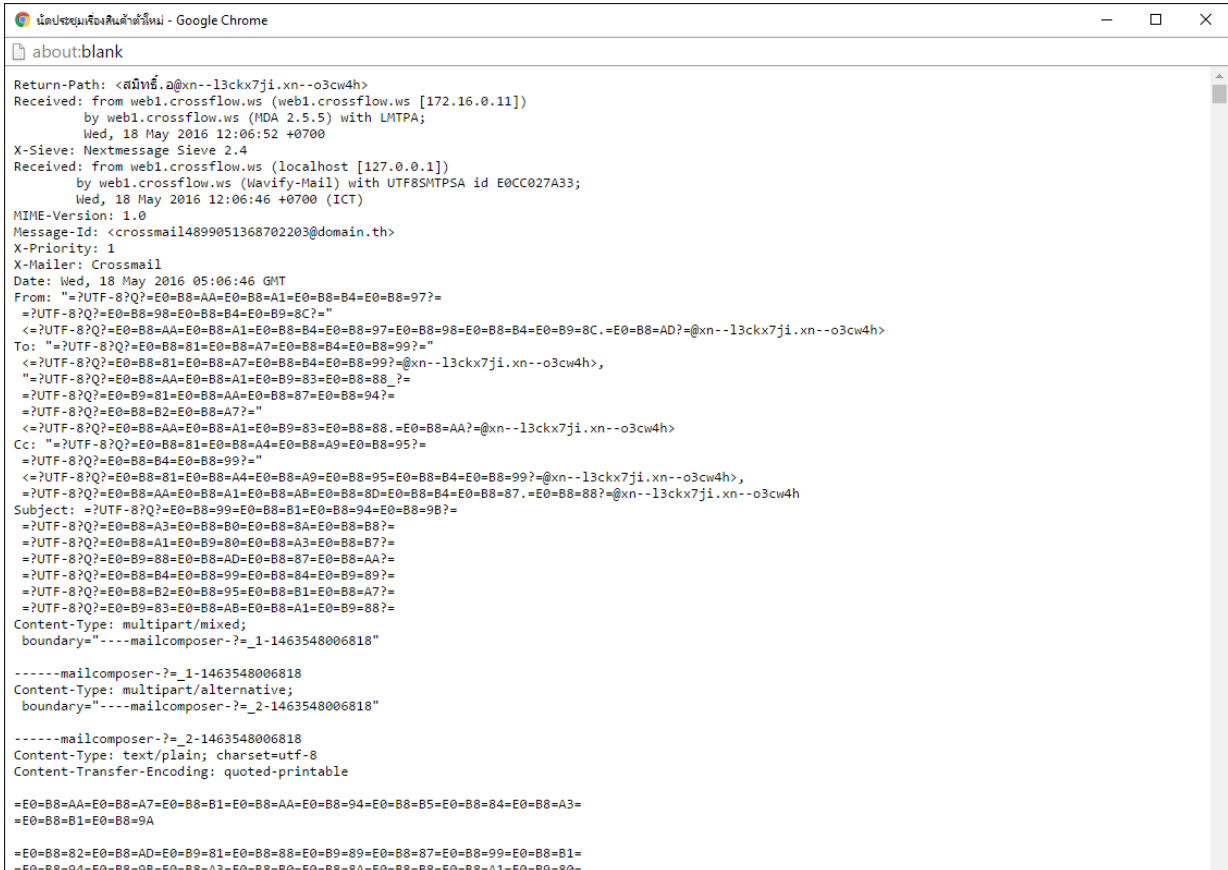 นัดประชุมเรื่องสินค้าตัวใหม่ - Google Chrome
about:blank
Return-Path: <สมิทธิ์.อ@xn--l3ckx7ji.xn--o3cw4h>
Received: from web1.crossflow.ws (web1.crossflow.ws [172.16.0.11])
by web1.crossflow.ws (MDA 2.5.5) with LMTPA;
Wed, 18 May 2016 12:06:52 +0700
X-Sieve: Nextmessage Sieve 2.4
Received: from web1.crossflow.ws (localhost [127.0.0.1])
by web1.crossflow.ws (Wavify-Mail) with UTF8SMTPSA id E0CC027A33;
Wed, 18 May 2016 12:06:46 +0700 (ICT)
MIME-Version: 1.0
Message-Id: <crossmail4899051368702203@domain.th>
X-Priority: 1
X-Mailer: Crossmail
Date: Wed, 18 May 2016 05:06:46 GMT
From: "=?UTF-8?Q?=E0=B8=AA=E0=B8=A1=E0=B8=B4=E0=B8=97?=
=?UTF-8?Q?=E0=B8=98=E0=B8=B4=E0=B9=8C?="
<=?UTF-8?Q?=E0=B8=AA=E0=B8=A1=E0=B8=B4=E0=B8=97=E0=B8=98=E0=B8=B4=E0=B9=8C.=E0=B8=AD?=@xn--l3ckx7ji.xn--o3cw4h>
To: "=?UTF-8?Q?=E0=B8=81=E0=B8=A7=E0=B8=B4=E0=B8=99?="
<=?UTF-8?Q?=E0=B8=81=E0=B8=A7=E0=B8=B4=E0=B8=99?=@xn--l3ckx7ji.xn--o3cw4h>,
"=?UTF-8?Q?=E0=B8=AA=E0=B8=A1=E0=B9=83=E0=B8=88_?=
=?UTF-8?Q?=E0=B9=81=E0=B8=AA=E0=B8=87=E0=B8=94?=
=?UTF-8?Q?=E0=B8=B2=E0=B8=A7?="
<=?UTF-8?Q?=E0=B8=AA=E0=B8=A1=E0=B9=83=E0=B8=88.=E0=B8=AA?=@xn--l3ckx7ji.xn--o3cw4h>
Cc: "=?UTF-8?Q?=E0=B8=81=E0=B8=A4=E0=B8=A9=E0=B8=95?=
=?UTF-8?Q?=E0=B8=B4=E0=B8=99?="
<=?UTF-8?Q?=E0=B8=81=E0=B8=A4=E0=B8=A9=E0=B8=95=E0=B8=B4=E0=B8=99?=@xn--l3ckx7ji.xn--o3cw4h>,
=?UTF-8?Q?=E0=B8=AA=E0=B8=A1=E0=B8=AB=E0=B8=8D=E0=B8=B4=E0=B8=87.=E0=B8=88?=@xn--l3ckx7ji.xn--o3cw4h
Subject: =?UTF-8?Q?=E0=B8=99=E0=B8=B1=E0=B8=94=E0=B8=9B?=
=?UTF-8?Q?=E0=B8=A3=E0=B8=B0=E0=B8=8A=E0=B8=B8?=
=?UTF-8?Q?=E0=B8=A1=E0=B9=80=E0=B8=A3=E0=B8=B7?=
=?UTF-8?Q?=E0=B9=88=E0=B8=AD=E0=B8=87=E0=B8=AA?=
=?UTF-8?Q?=E0=B8=B4=E0=B8=99=E0=B8=84=E0=B9=89?=
=?UTF-8?Q?=E0=B8=B2=E0=B8=95=E0=B8=B1=E0=B8=A7?=
=?UTF-8?Q?=E0=B9=83=E0=B8=AB=E0=B8=A1=E0=B9=88?=
Content-Type: multipart/mixed;
boundary="----mailcomposer-?=_1-1463548006818"
------mailcomposer-?=_1-1463548006818
Content-Type: multipart/alternative;
boundary="----mailcomposer-?=_2-1463548006818"
------mailcomposer-?=_2-1463548006818
Content-Type: text/plain; charset=utf-8
Content-Transfer-Encoding: quoted-printable
=E0=B8=AA=E0=B8=A7=E0=B8=B1=E0=B8=AA=E0=B8=94=E0=B8=B5=E0=B8=84=E0=B8=A3=
=E0=B8=B1=E0=B8=9A
=E0=B8=82=E0=B8=AD=E0=B9=81=E0=B8=88=E0=B9=89=E0=B8=87=E0=B8=99=E0=B8=B1=
=E0=B8=94=E0=B8=9B=E0=B8=A3=E0=B8=B0=E0=B8=8A=E0=B8=B8=E0=B8=A1=E0=B9=80=